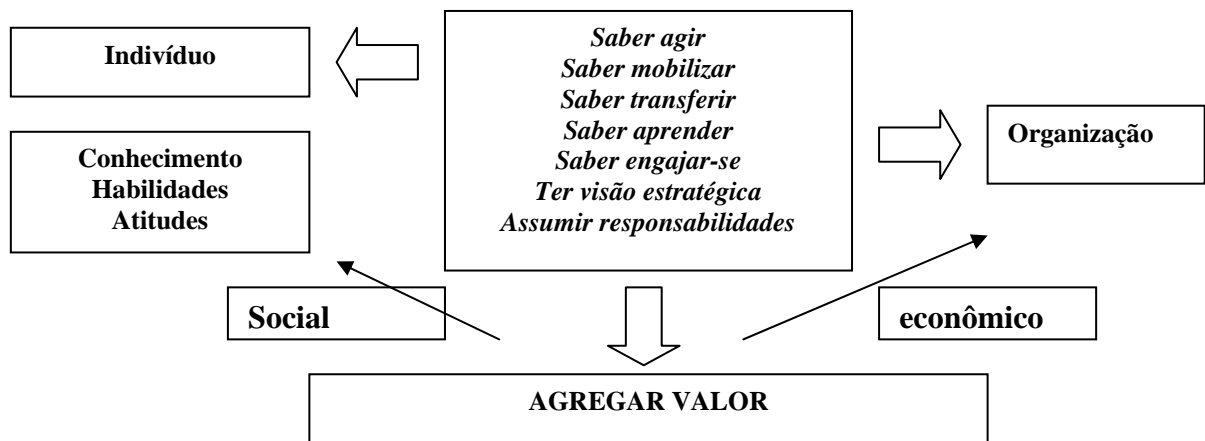 Indivíduo
Conhecimento
Habilidades
Atitudes
Saber agir
Saber mobilizar
Saber transferir
Saber aprender
Saber engajar-se
Ter visão estratégica
Assumir responsabilidades
Organização
Social
econômico
AGREGAR VALOR